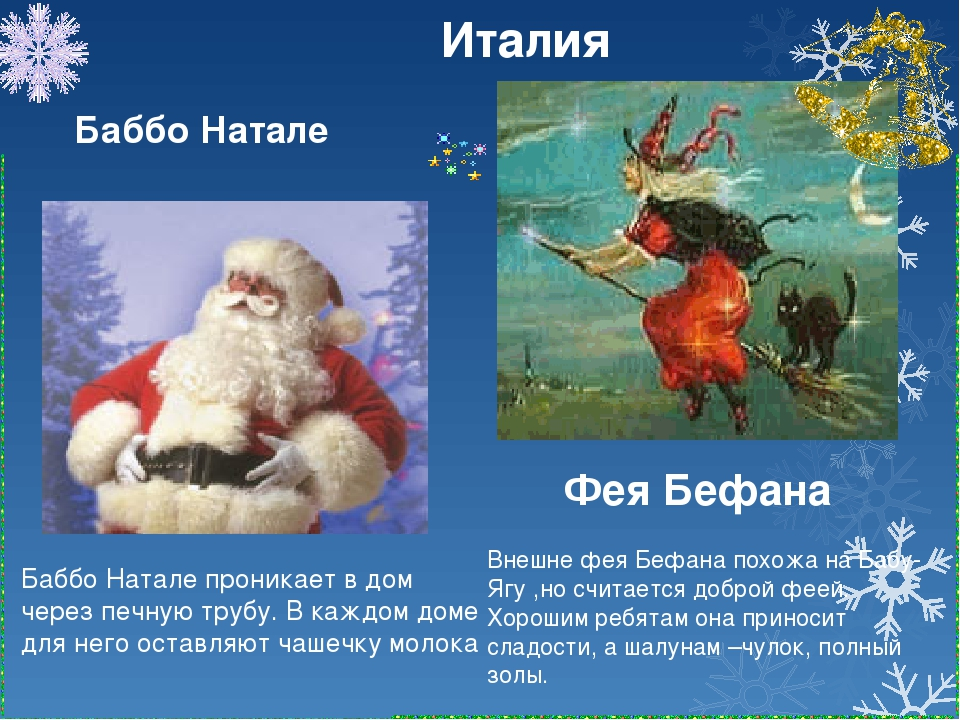 Италия
Баббо Натале
Баббо Натале проникает в дом
через печную трубу. В каждом доме
для него оставляют чашечку молока
Фея Бефана
Внешне фея Бефана похожа на Бабу-
Ягу ,но считается доброй феей.
Хорошим ребятам она приносит
сладости, а шалунам –чулок, полный
золы.